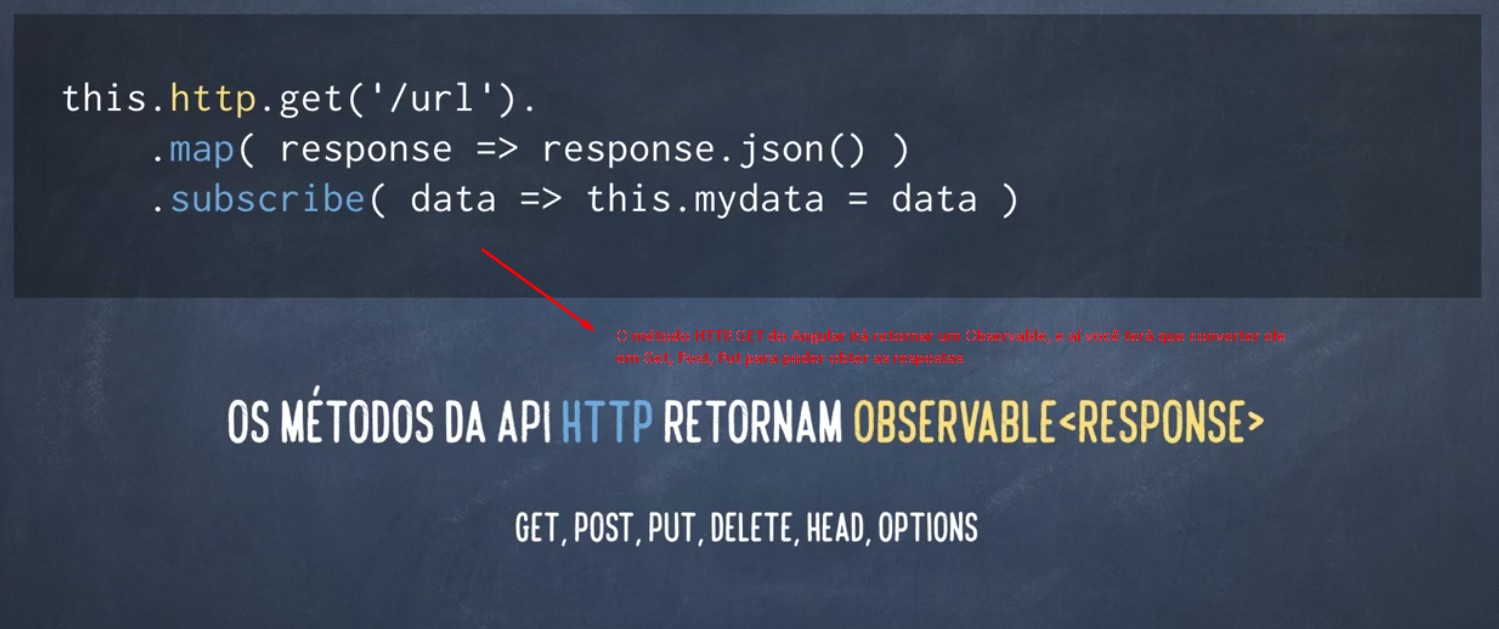 this.http.get('/url').
.map( response => response.json() )
.subscribe( data => this.mydata = data )
O método HTTP.GET do Angular irá retornar um Observable, e aí você terá que converter ele
em Get, Post, Put para poder obter as respostas
OS MÉTODOS DA API HTTP RETORNAM OBSERVABLE<RESPONSE>
GET, POST, PUT, DELETE, HEAD, OPTIONS